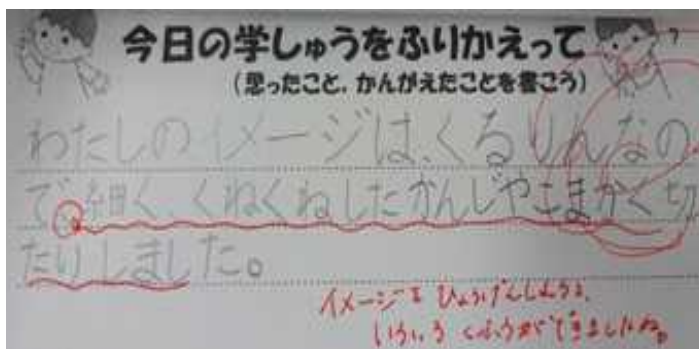 今日の学しゅうをふりかえって
(思ったこと、かんがえたことを書こう)
わたしのイメージは、くるりんなの
で、細く、くねくねしたかんじやこまかく切っ
たりしました。
イメージを ひょうげんしようと、
いろいろ くふうができましたね。